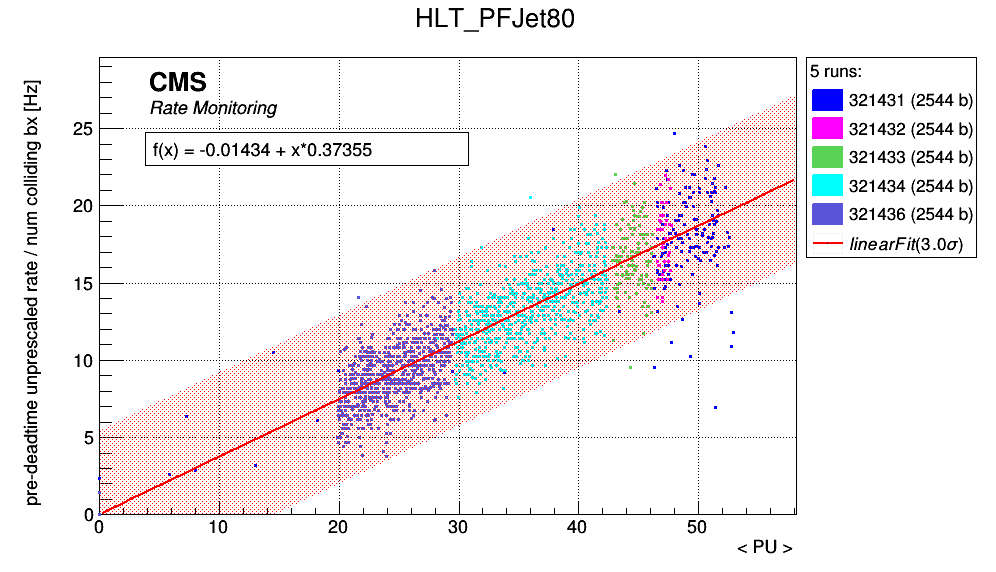 HLT_PFJet80
pre-deadtime unprescaled rate / num colliding bx [Hz]
CMS
Rate Monitoring
f(x) = -0.01434 + x*0.37355
25
20
15
10
5
0
0 10 20 30 40 50
< PU >
5 runs:
321431 (2544 b)
321432 (2544 b)
321433 (2544 b)
321434 (2544 b)
321436 (2544 b)
linearFit(3.0σ)